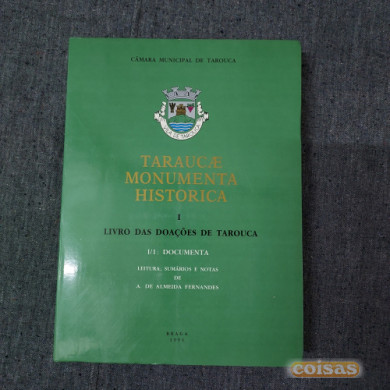 CÂMARA MUNICIPAL DE TAROUCA
TARAUCÆ
MONUMENTA
HISTORICA
I
LIVRO DAS DOAÇÕES DE TAROUCA
I/1: DOCUMENTA
LEITURA, SUMÁRIOS E NOTAS
DE
A. DE ALMEIDA FERNANDES
BRAGA
coisas